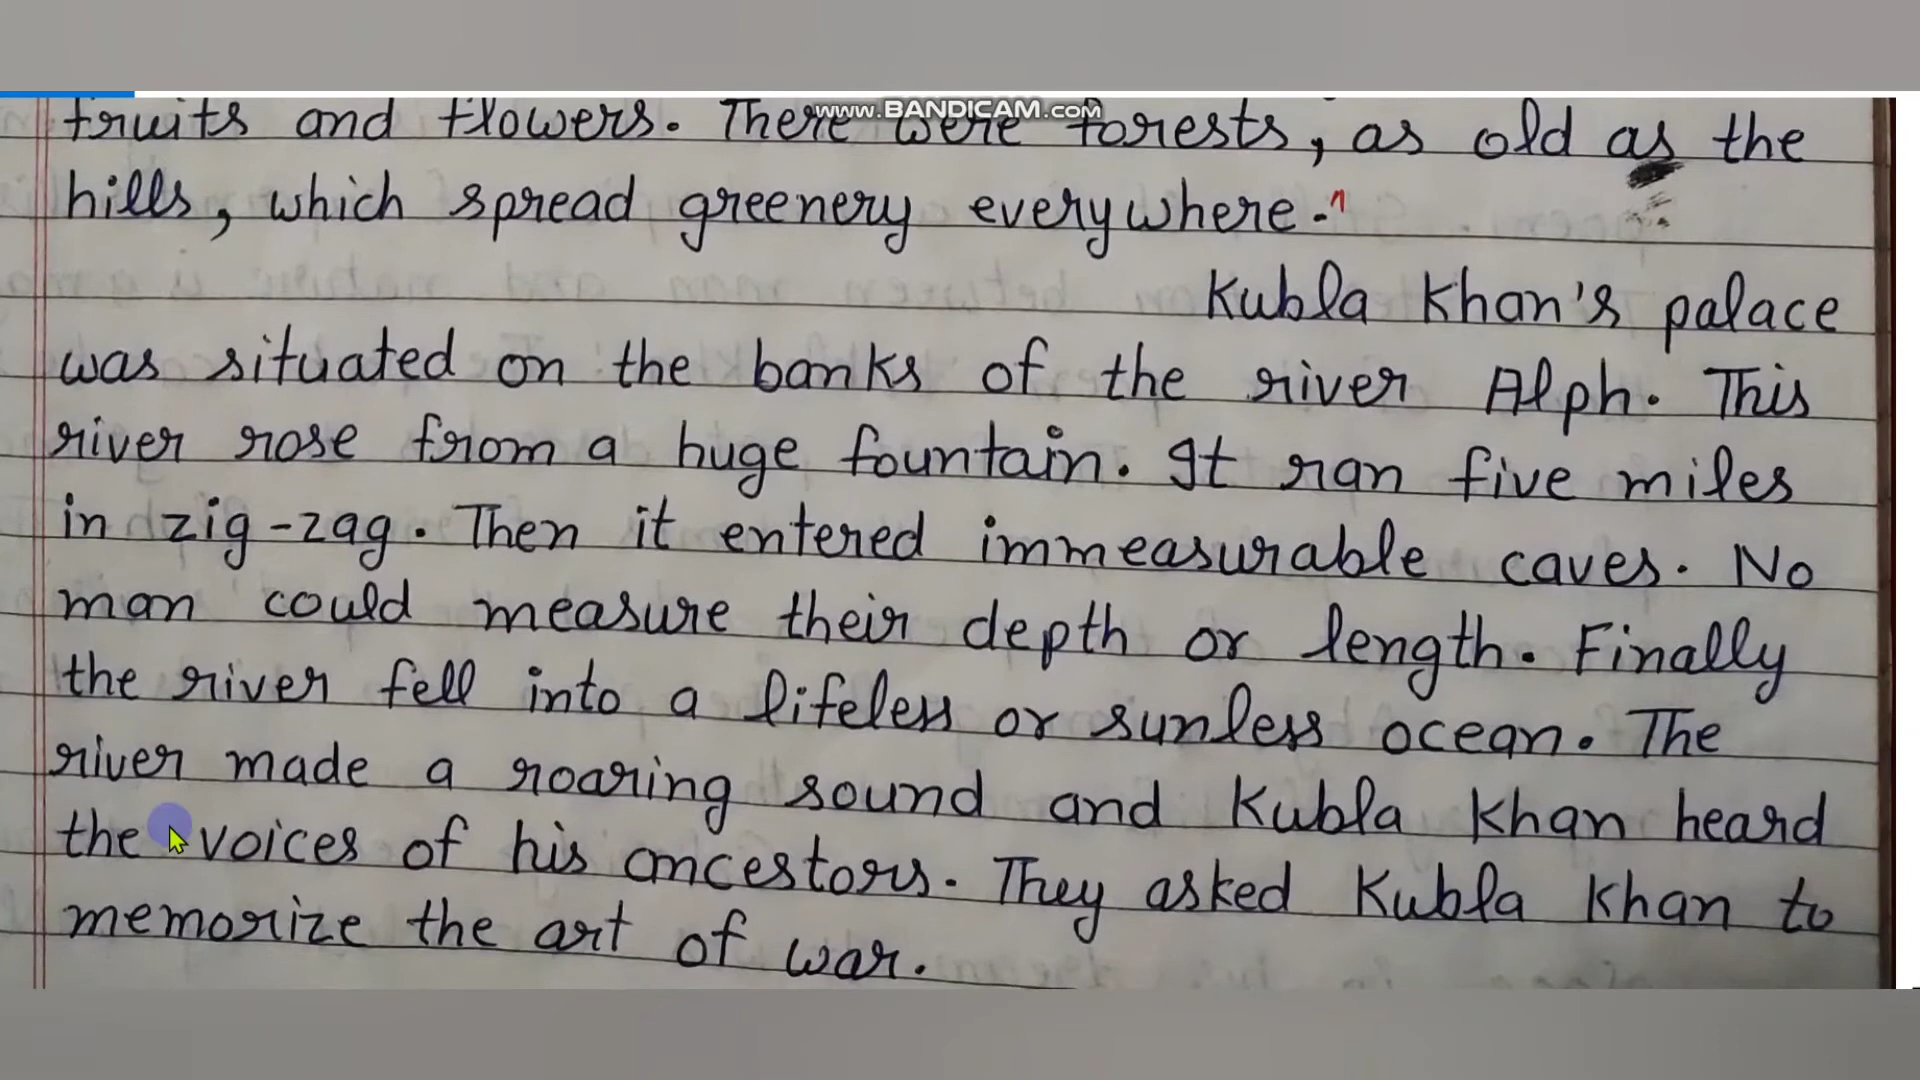 www.BANDICAM.com
fruits and flowers. There were forests, as old as the
hills, which spread greenery everywhere."
Kubla Khan's palace
was situated on the banks of the river Alph. This
river rose from a huge fountain. It ran five miles
in zig-zag. Then it entered immeasurable caves. No
man could measure their depth or length. Finally
the river fell into a lifeless or sunless ocean. The
river made a roaring sound and Kubla Khan heard
the voices of his ancestors. They asked Kubla Khan to
memorize the art of war.